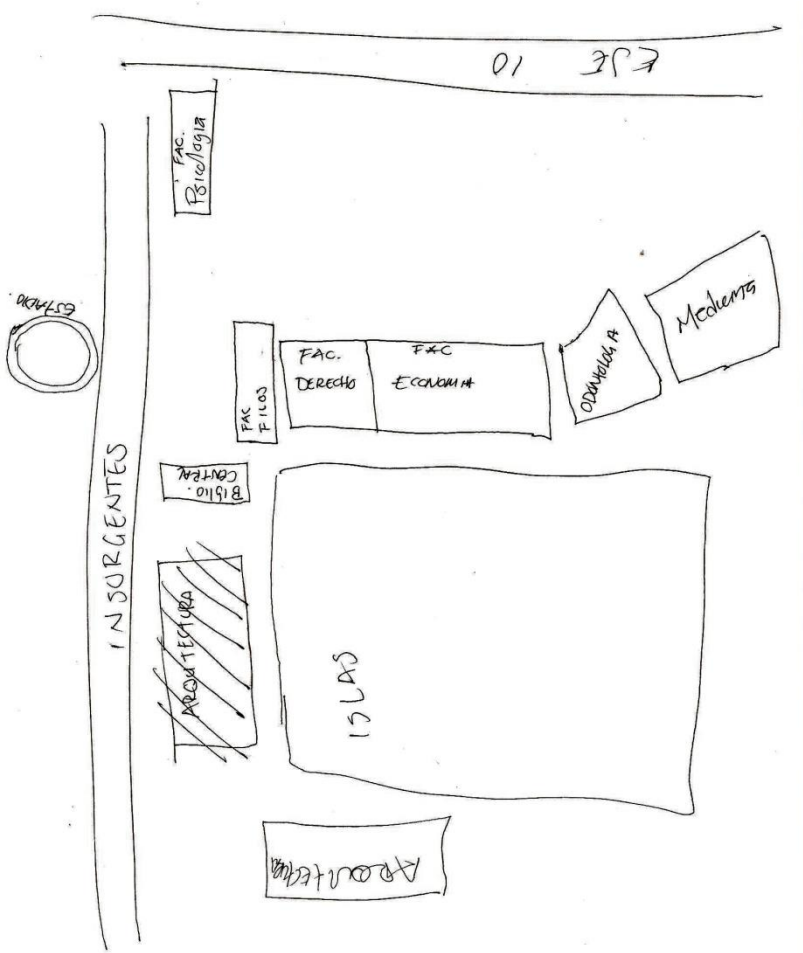 EJE 10
FAC.
Psicología
ESTADIO
FAC
FILOS
FAC.
DERECHO
FAC
ECONOMIA
ODONTOLOGIA
Medicina
BIBLIO.
CENTRAL
INSURGENTES
ARQUITECTURA
ISLAS
ARQUITECTURA